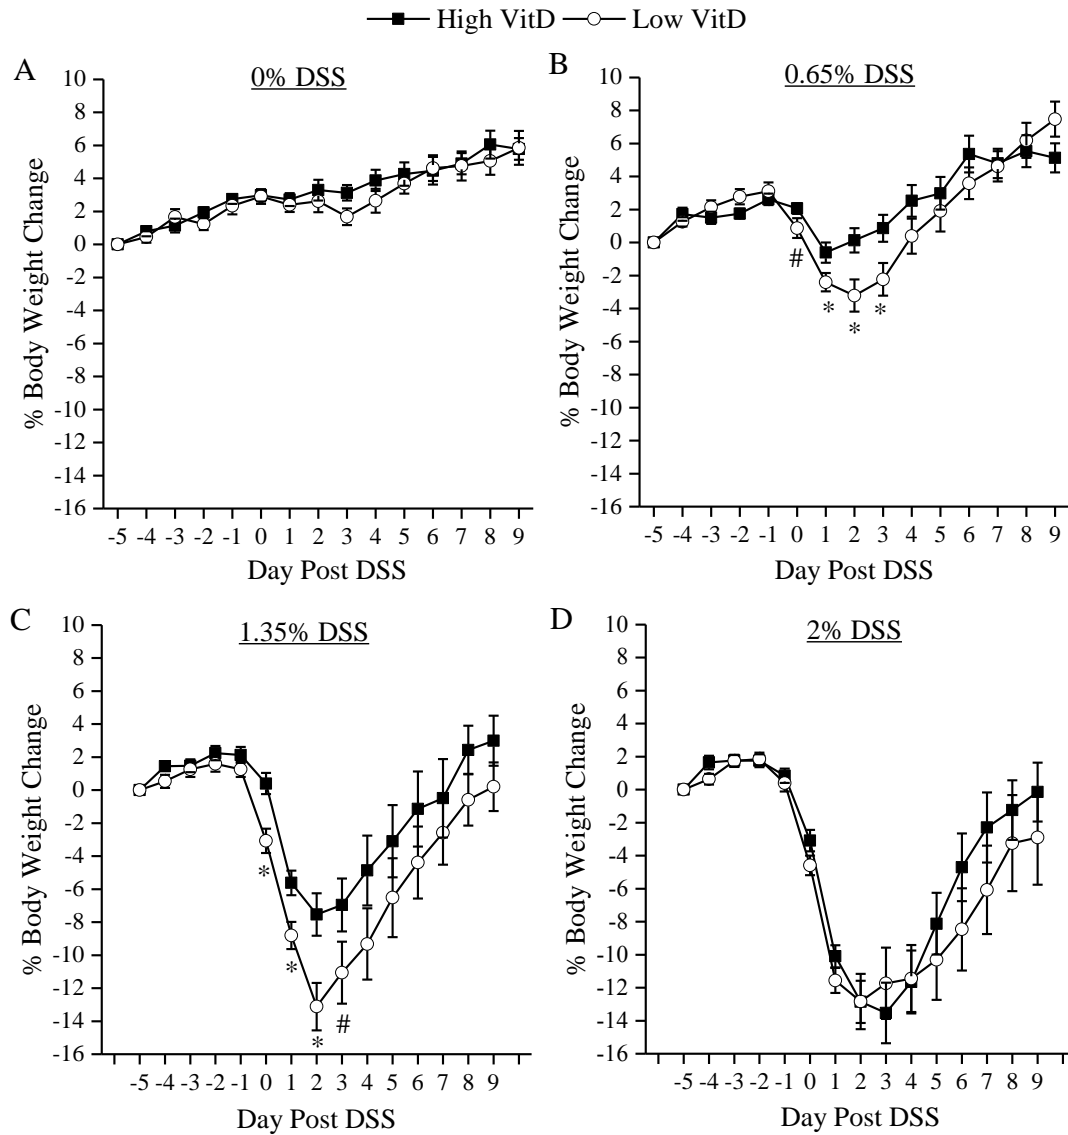 High VitD Low VitD
A
0% DSS
10
8
6
4
2
0
-2
-4
-6
-8
-10
-12
-14
-16
% Body Weight Change
-5 -4 -3 -2 -1 0 1 2 3 4 5 6 7 8 9
Day Post DSS
B
0.65% DSS
10
8
6
4
2
0
-2
-4
-6
-8
-10
-12
-14
-16
% Body Weight Change
#
* * *
-5 -4 -3 -2 -1 0 1 2 3 4 5 6 7 8 9
Day Post DSS
C
1.35% DSS
10
8
6
4
2
0
-2
-4
-6
-8
-10
-12
-14
-16
% Body Weight Change
*
*
* #
-5 -4 -3 -2 -1 0 1 2 3 4 5 6 7 8 9
Day Post DSS
D
2% DSS
10
8
6
4
2
0
-2
-4
-6
-8
-10
-12
-14
-16
% Body Weight Change
-5 -4 -3 -2 -1 0 1 2 3 4 5 6 7 8 9
Day Post DSS